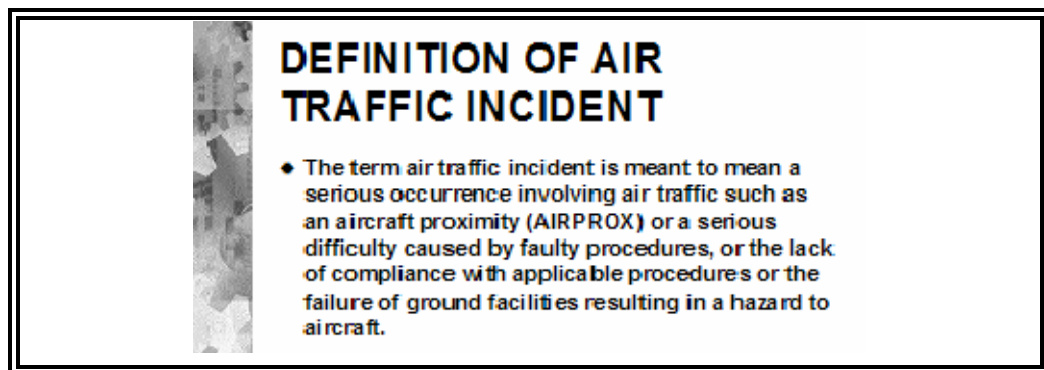 DEFINITION OF AIR
TRAFFIC INCIDENT
◆ The term air traffic incident is meant to mean a
serious occurrence involving air traffic such as
an aircraft proximity (AIRPROX) or a serious
difficulty caused by faulty procedures, or the lack
of compliance with applicable procedures or the
failure of ground facilities resulting in a hazard to
aircraft.